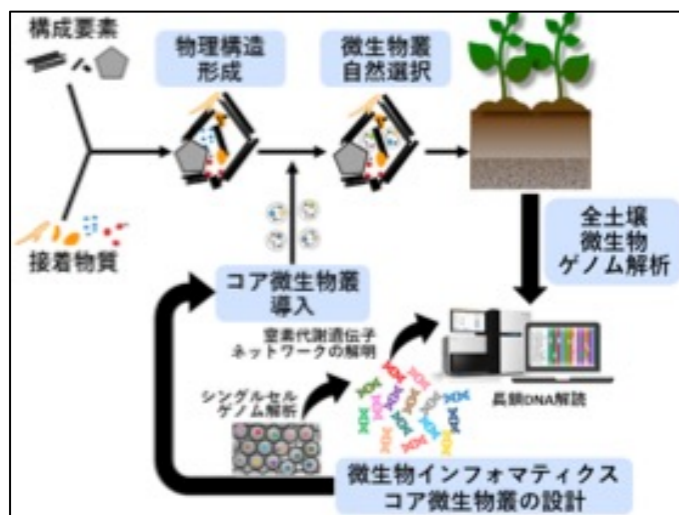 構成要素
物理構造
形成
微生物叢
自然選択
接着物質
コア微生物叢
導入
全土壌
微生物
ゲノム解析
窒素代謝遺伝子
ネットワークの解明
シングルセル
ゲノム解析
長鎖DNA解読
微生物インフォマティクス
コア微生物叢の設計